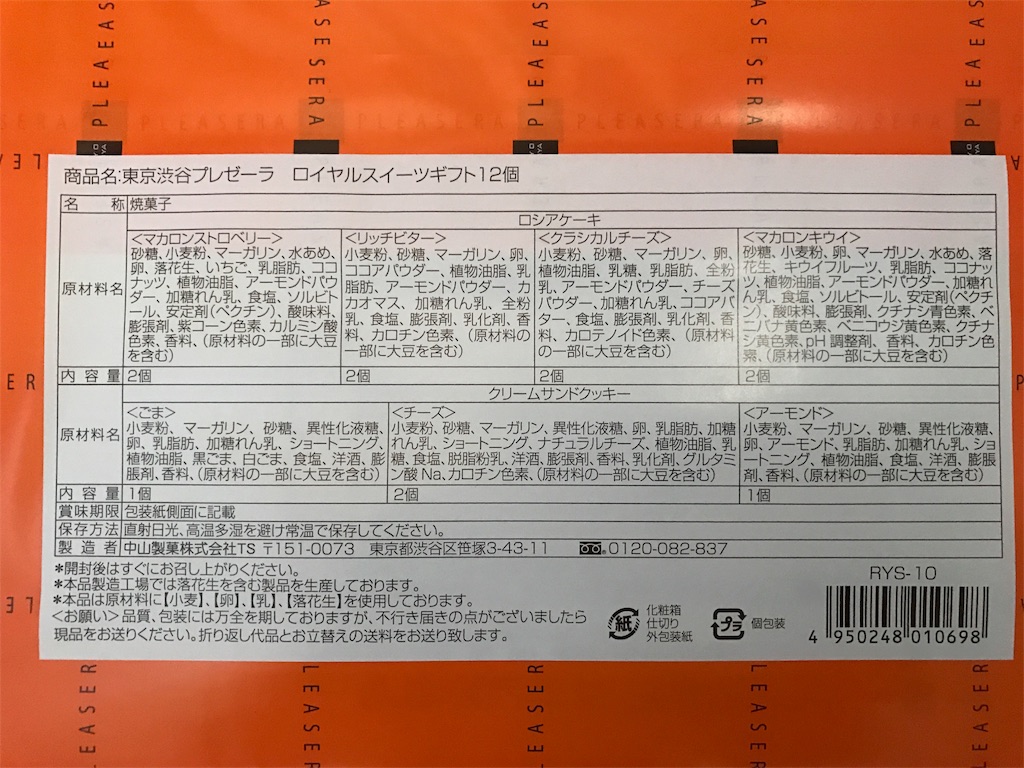 PLEASERA
商品名:東京渋谷プレゼーラ　ロイヤルスイーツギフト12個
名　称 焼菓子
ロシアケーキ
原材料名
<マカロンストロベリー>
砂糖、小麦粉、マーガリン、水あめ、
卵、落花生、いちご、乳脂肪、ココ
ナッツ、植物油脂、アーモンドパウ
ダー、加糖れん乳、食塩、ソルビト
ール、安定剤(ペクチン)、酸味料、
膨張剤、紫コーン色素、カルミン酸
色素、香料、(原材料の一部に大豆
を含む)
<リッチビター>
小麦粉、砂糖、マーガリン、卵、
ココアパウダー、植物油脂、乳
脂肪、アーモンドパウダー、カ
カオマス、加糖れん乳、全粉
乳、食塩、膨張剤、乳化剤、香
料、カロチン色素、(原材料の
一部に大豆を含む)
<クラシカルチーズ>
小麦粉、砂糖、マーガリン、卵、
植物油脂、乳糖、乳脂肪、全粉
乳、アーモンドパウダー、チーズ
パウダー、加糖れん乳、ココアパ
ウダー、食塩、膨張剤、乳化剤、香
料、カロテノイド色素、(原材料
の一部に大豆を含む)
<マカロンキウイ>
砂糖、小麦粉、卵、マーガリン、水あめ、落
花生、キウイフルーツ、乳脂肪、ココナッ
ツ、植物油脂、アーモンドパウダー、加糖れ
ん乳、食塩、ソルビトール、安定剤(ペクチ
ン)、酸味料、膨張剤、クチナシ青色素、ベ
ニバナ黄色素、ベニコウジ黄色素、クチナ
シ黄色素、pH調整剤、香料、カロチン色
素、(原材料の一部に大豆を含む)
内容量 2個 2個 2個 2個
クリームサンドクッキー
原材料名
<ごま>
小麦粉、マーガリン、砂糖、異性化液糖、
卵、乳脂肪、加糖れん乳、ショートニング、
植物油脂、黒ごま、白ごま、食塩、洋酒、膨
脹剤、香料、(原材料の一部に大豆を含む)
<チーズ>
小麦粉、砂糖、マーガリン、異性化液糖、卵、乳脂肪、加糖
れん乳、ショートニング、ナチュラルチーズ、植物油脂、乳
糖、食塩、脱脂粉乳、洋酒、膨張剤、香料、乳化剤、グルタミ
ン酸Na、カロチン色素、(原材料の一部に大豆を含む)
<アーモンド>
小麦粉、マーガリン、砂糖、異性化液糖、
卵、アーモンド、乳脂肪、加糖れん乳、ショ
ートニング、植物油脂、食塩、洋酒、膨脹
剤、香料、(原材料の一部に大豆を含む)
内容量 1個 2個 1個
賞味期限 包装紙側面に記載
保存方法 直射日光、高温多湿を避け常温で保存してください。
製造者 中山製菓株式会社TS 〒151-0073　東京都渋谷区笹塚3-43-11　0120-082-837
*開封後はすぐにお召し上がりください。
*本品製造工場では落花生を含む製品を生産しております。
*本品は原材料に【小麦】、【卵】、【乳】、【落花生】を使用しております。
<お願い>品質、包装には万全を期しておりますが、不行き届きの点がございましたら
現品をお送りください。折り返し代品とお立替えの送料をお送り致します。
紙
化粧箱
仕切り
外包装紙
プラ
個包装
RYS-10
4 950248 010698